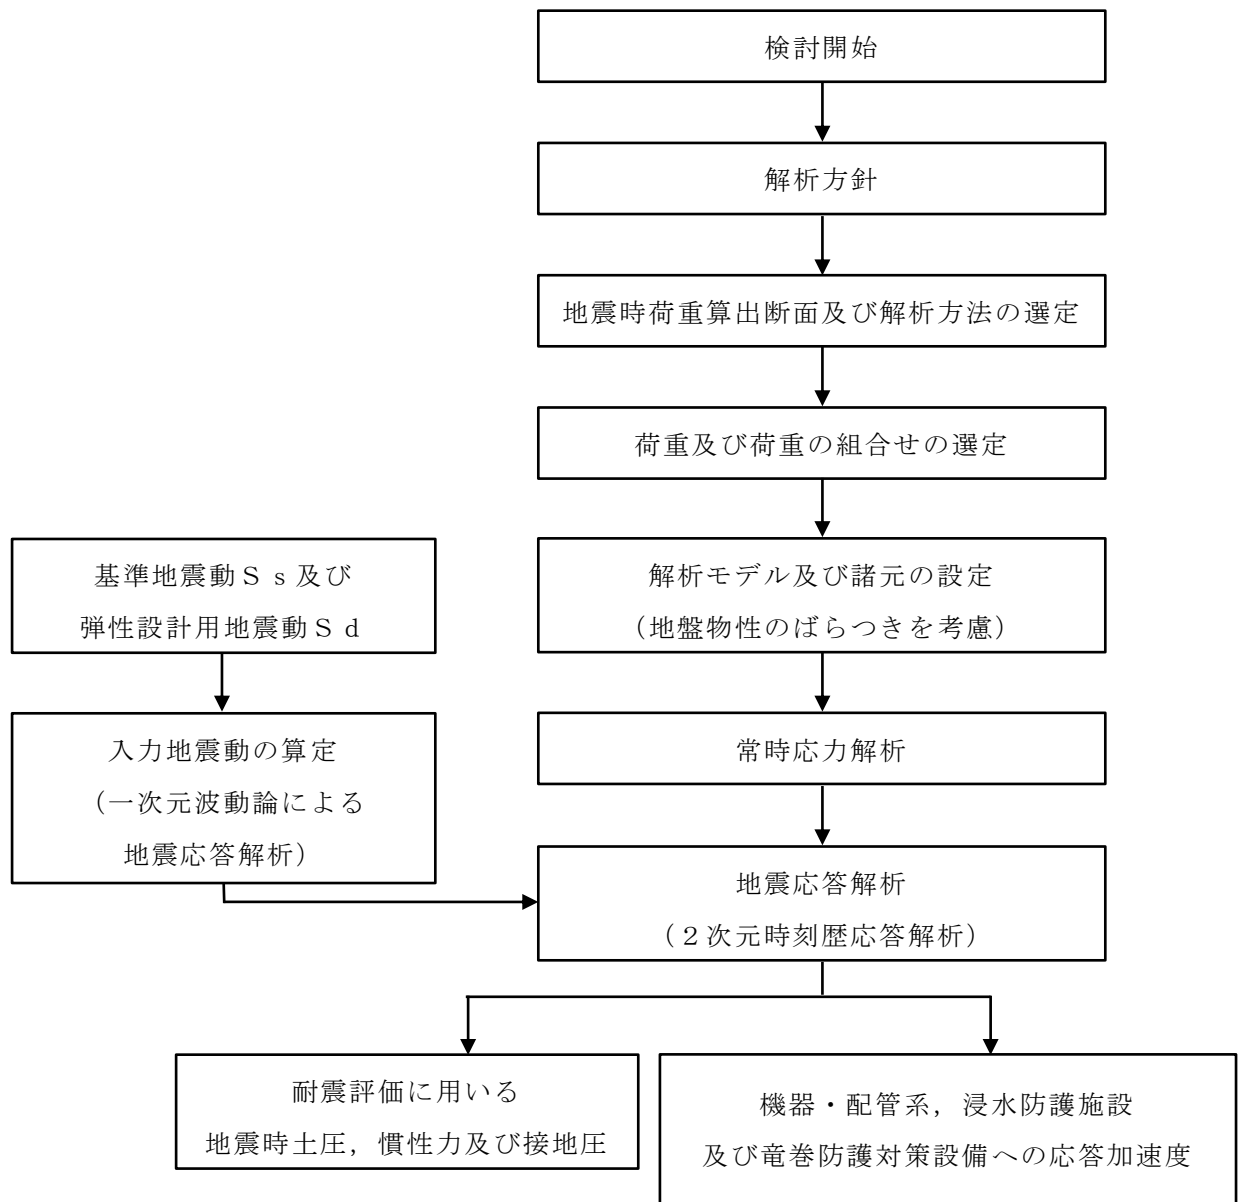 検討開始
解析方針
地震時荷重算出断面及び解析方法の選定
荷重及び荷重の組合せの選定
基準地震動Ｓｓ及び
弾性設計用地震動Ｓｄ
解析モデル及び諸元の設定
（地盤物性のばらつきを考慮）
入力地震動の算定
（一次元波動論による
地震応答解析）
常時応力解析
地震応答解析
（２次元時刻歴応答解析）
耐震評価に用いる
地震時土圧，慣性力及び接地圧
機器・配管系，浸水防護施設
及び竜巻防護対策設備への応答加速度